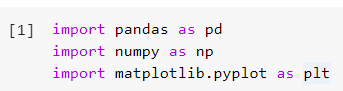 [1] import pandas as pd
import numpy as np
import matplotlib.pyplot as plt